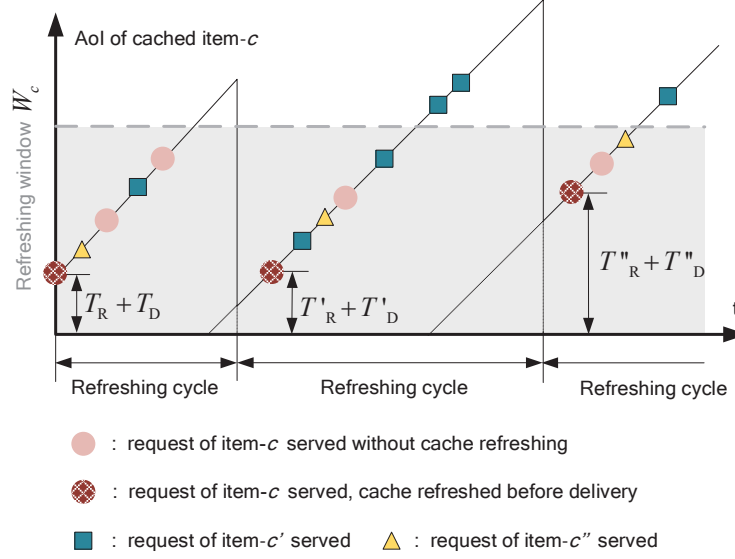 AoI of cached item-c
Refreshing window W_c
T_R + T_D
T'_R + T'_D
T"_R + T"_D
t
Refreshing cycle
Refreshing cycle
Refreshing cycle
: request of item-c served without cache refreshing
: request of item-c served, cache refreshed before delivery
: request of item-c' served
: request of item-c" served